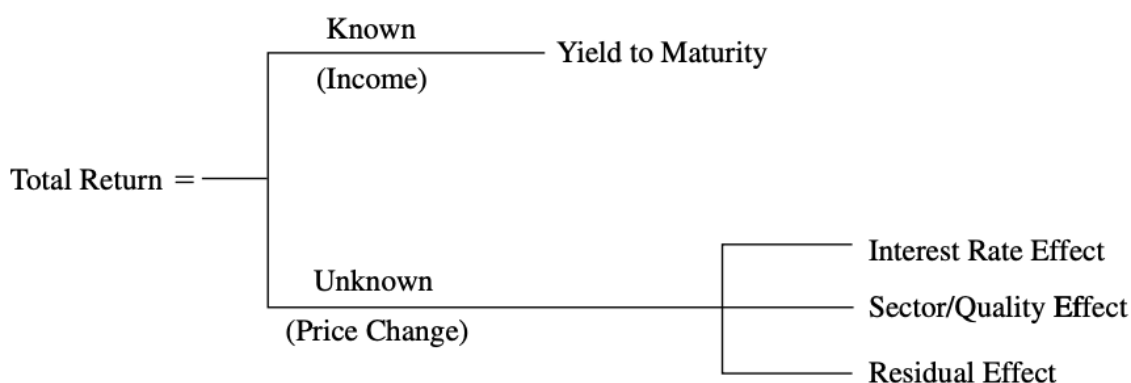 Known
(Income)
Yield to Maturity
Total Return =
Unknown
(Price Change)
Interest Rate Effect
Sector/Quality Effect
Residual Effect